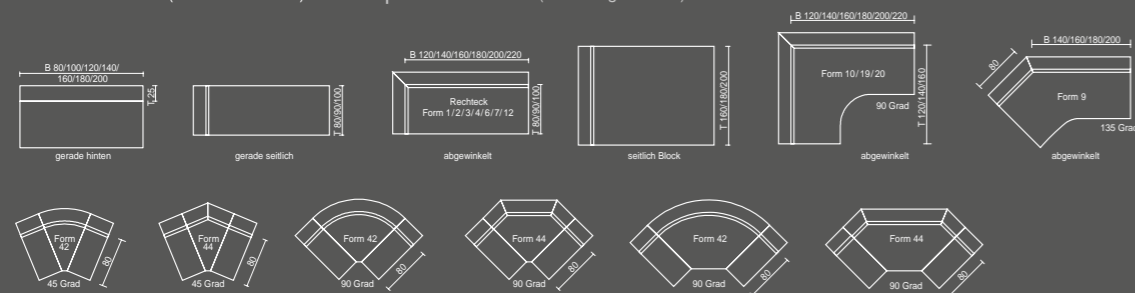 B 80/100/120/140/
160/180/200
T 25
gerade hinten
T 80/90/100
gerade seitlich
B 120/140/160/180/200/220
Rechteck
Form 1/2/3/4/6/7/12
T 80/90/100
abgewinkelt
T 160/180/200
seitlich Block
B 120/140/160/180/200/220
Form 10/19/20
90 Grad
T 120/140/160
abgewinkelt
80
B 140/160/180/200
Form 9
135 Grad
abgewinkelt
Form
42
80
45 Grad
Form
44
80
45 Grad
Form 42
80
90 Grad
Form 44
80
90 Grad
Form 42
80
90 Grad
Form 44
80
90 Grad